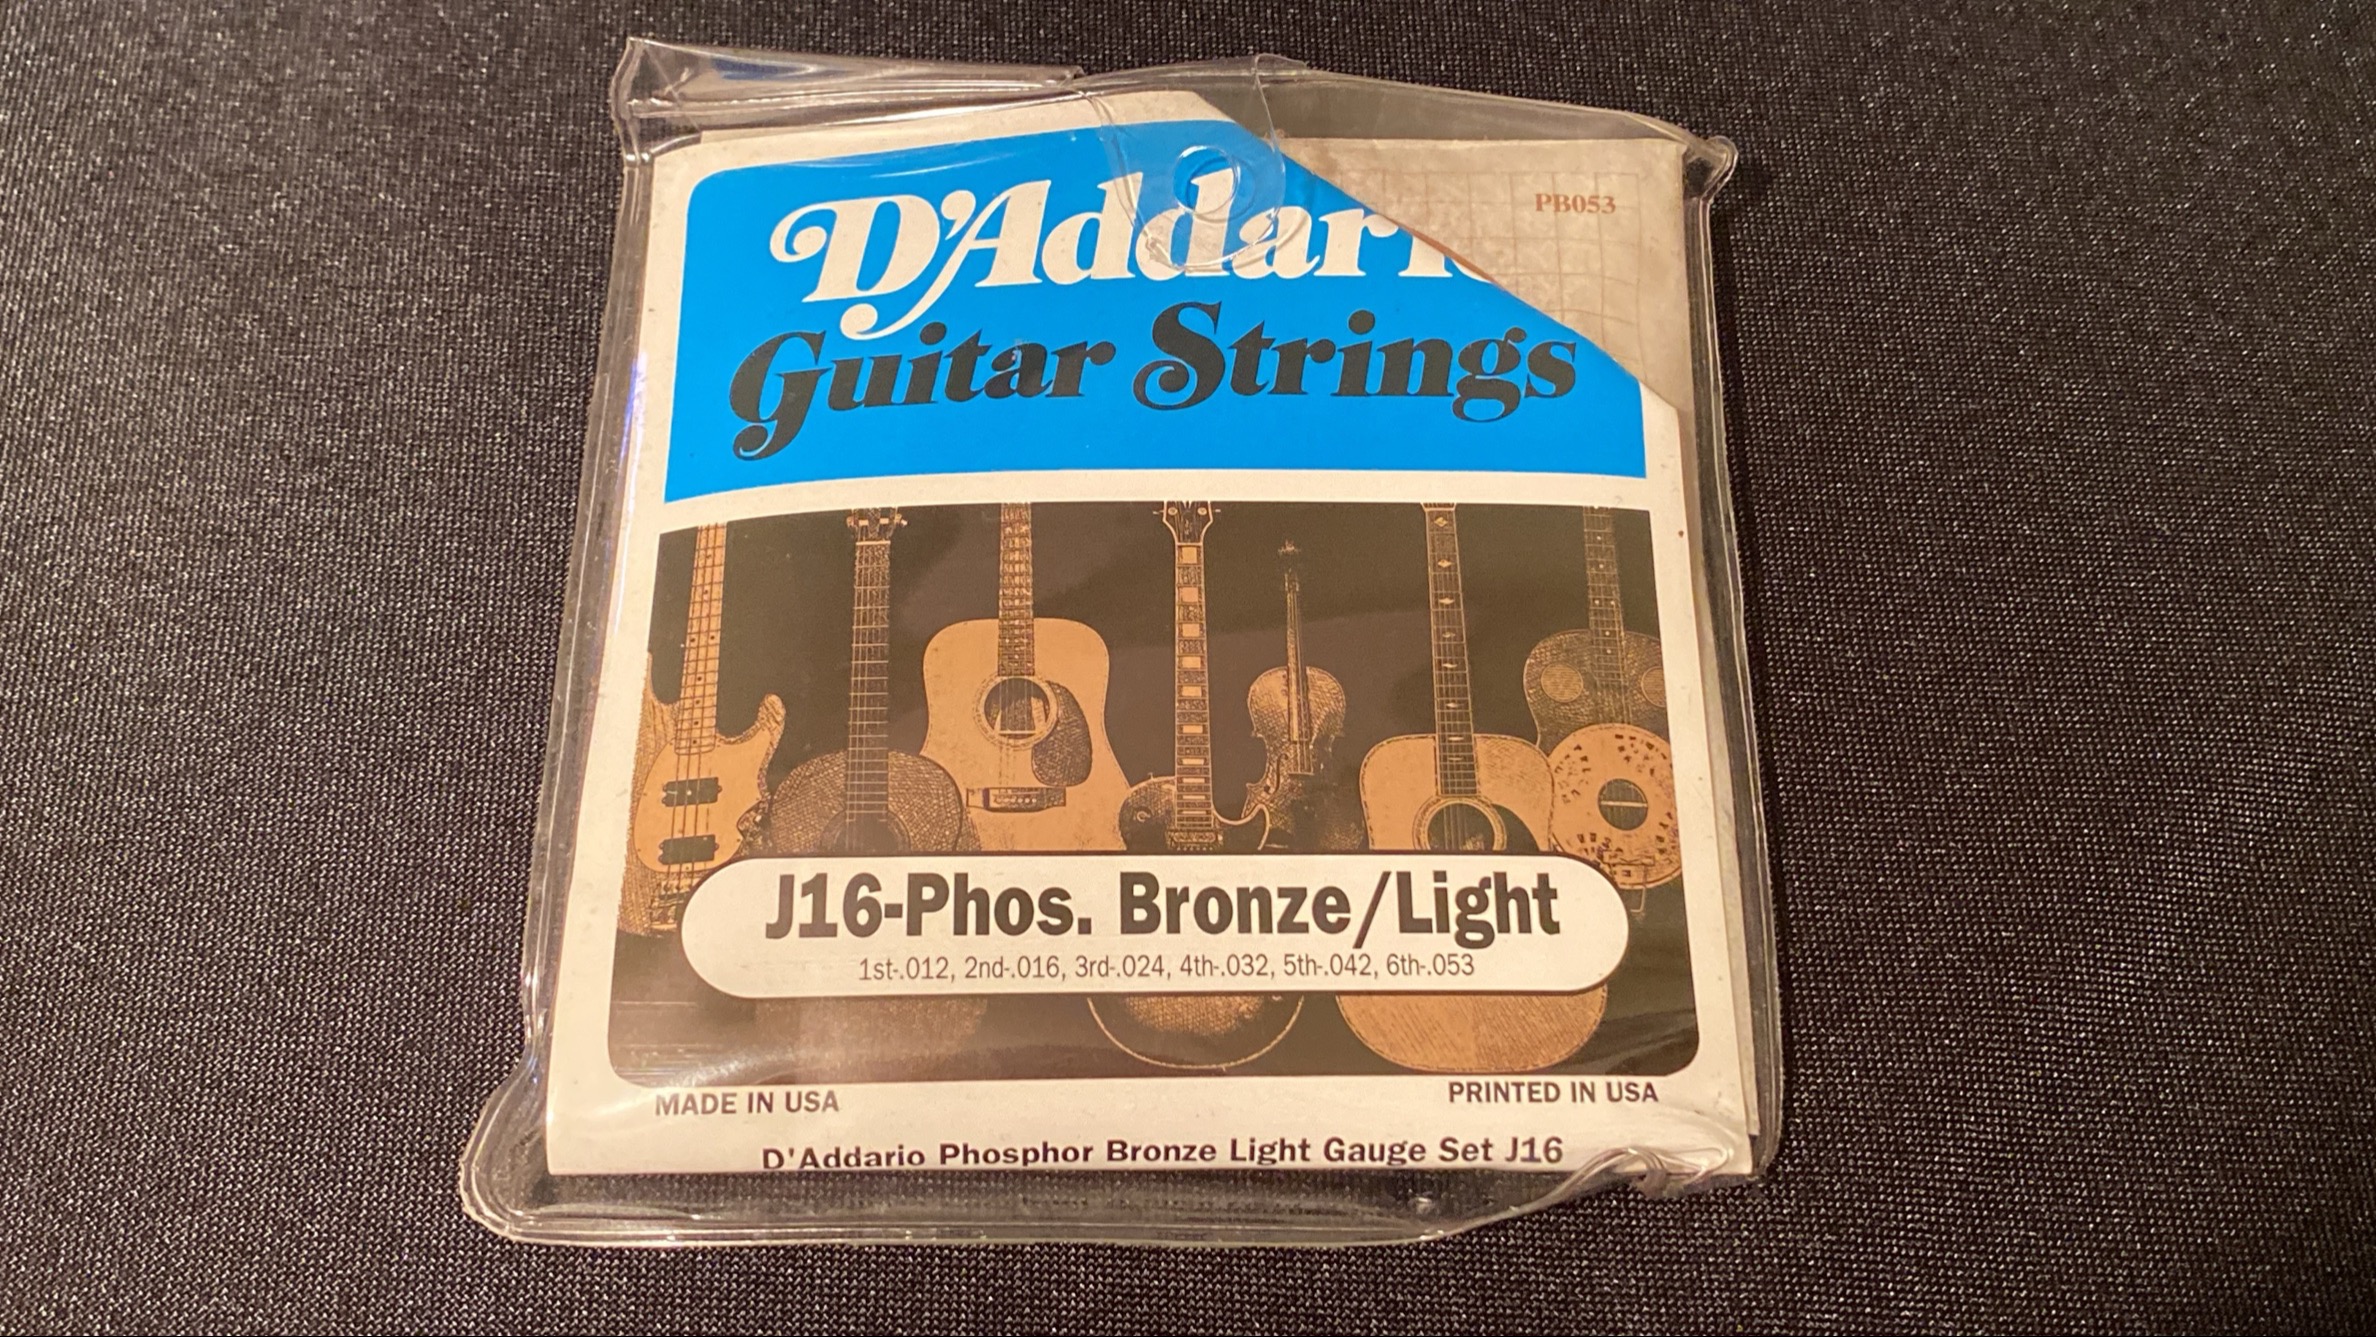 D'Addario
PB053
Guitar Strings
J16-Phos. Bronze/Light
1st-.012, 2nd-.016, 3rd-.024, 4th-.032, 5th-.042, 6th-.053
MADE IN USA
PRINTED IN USA
D'Addario Phosphor Bronze Light Gauge Set J16